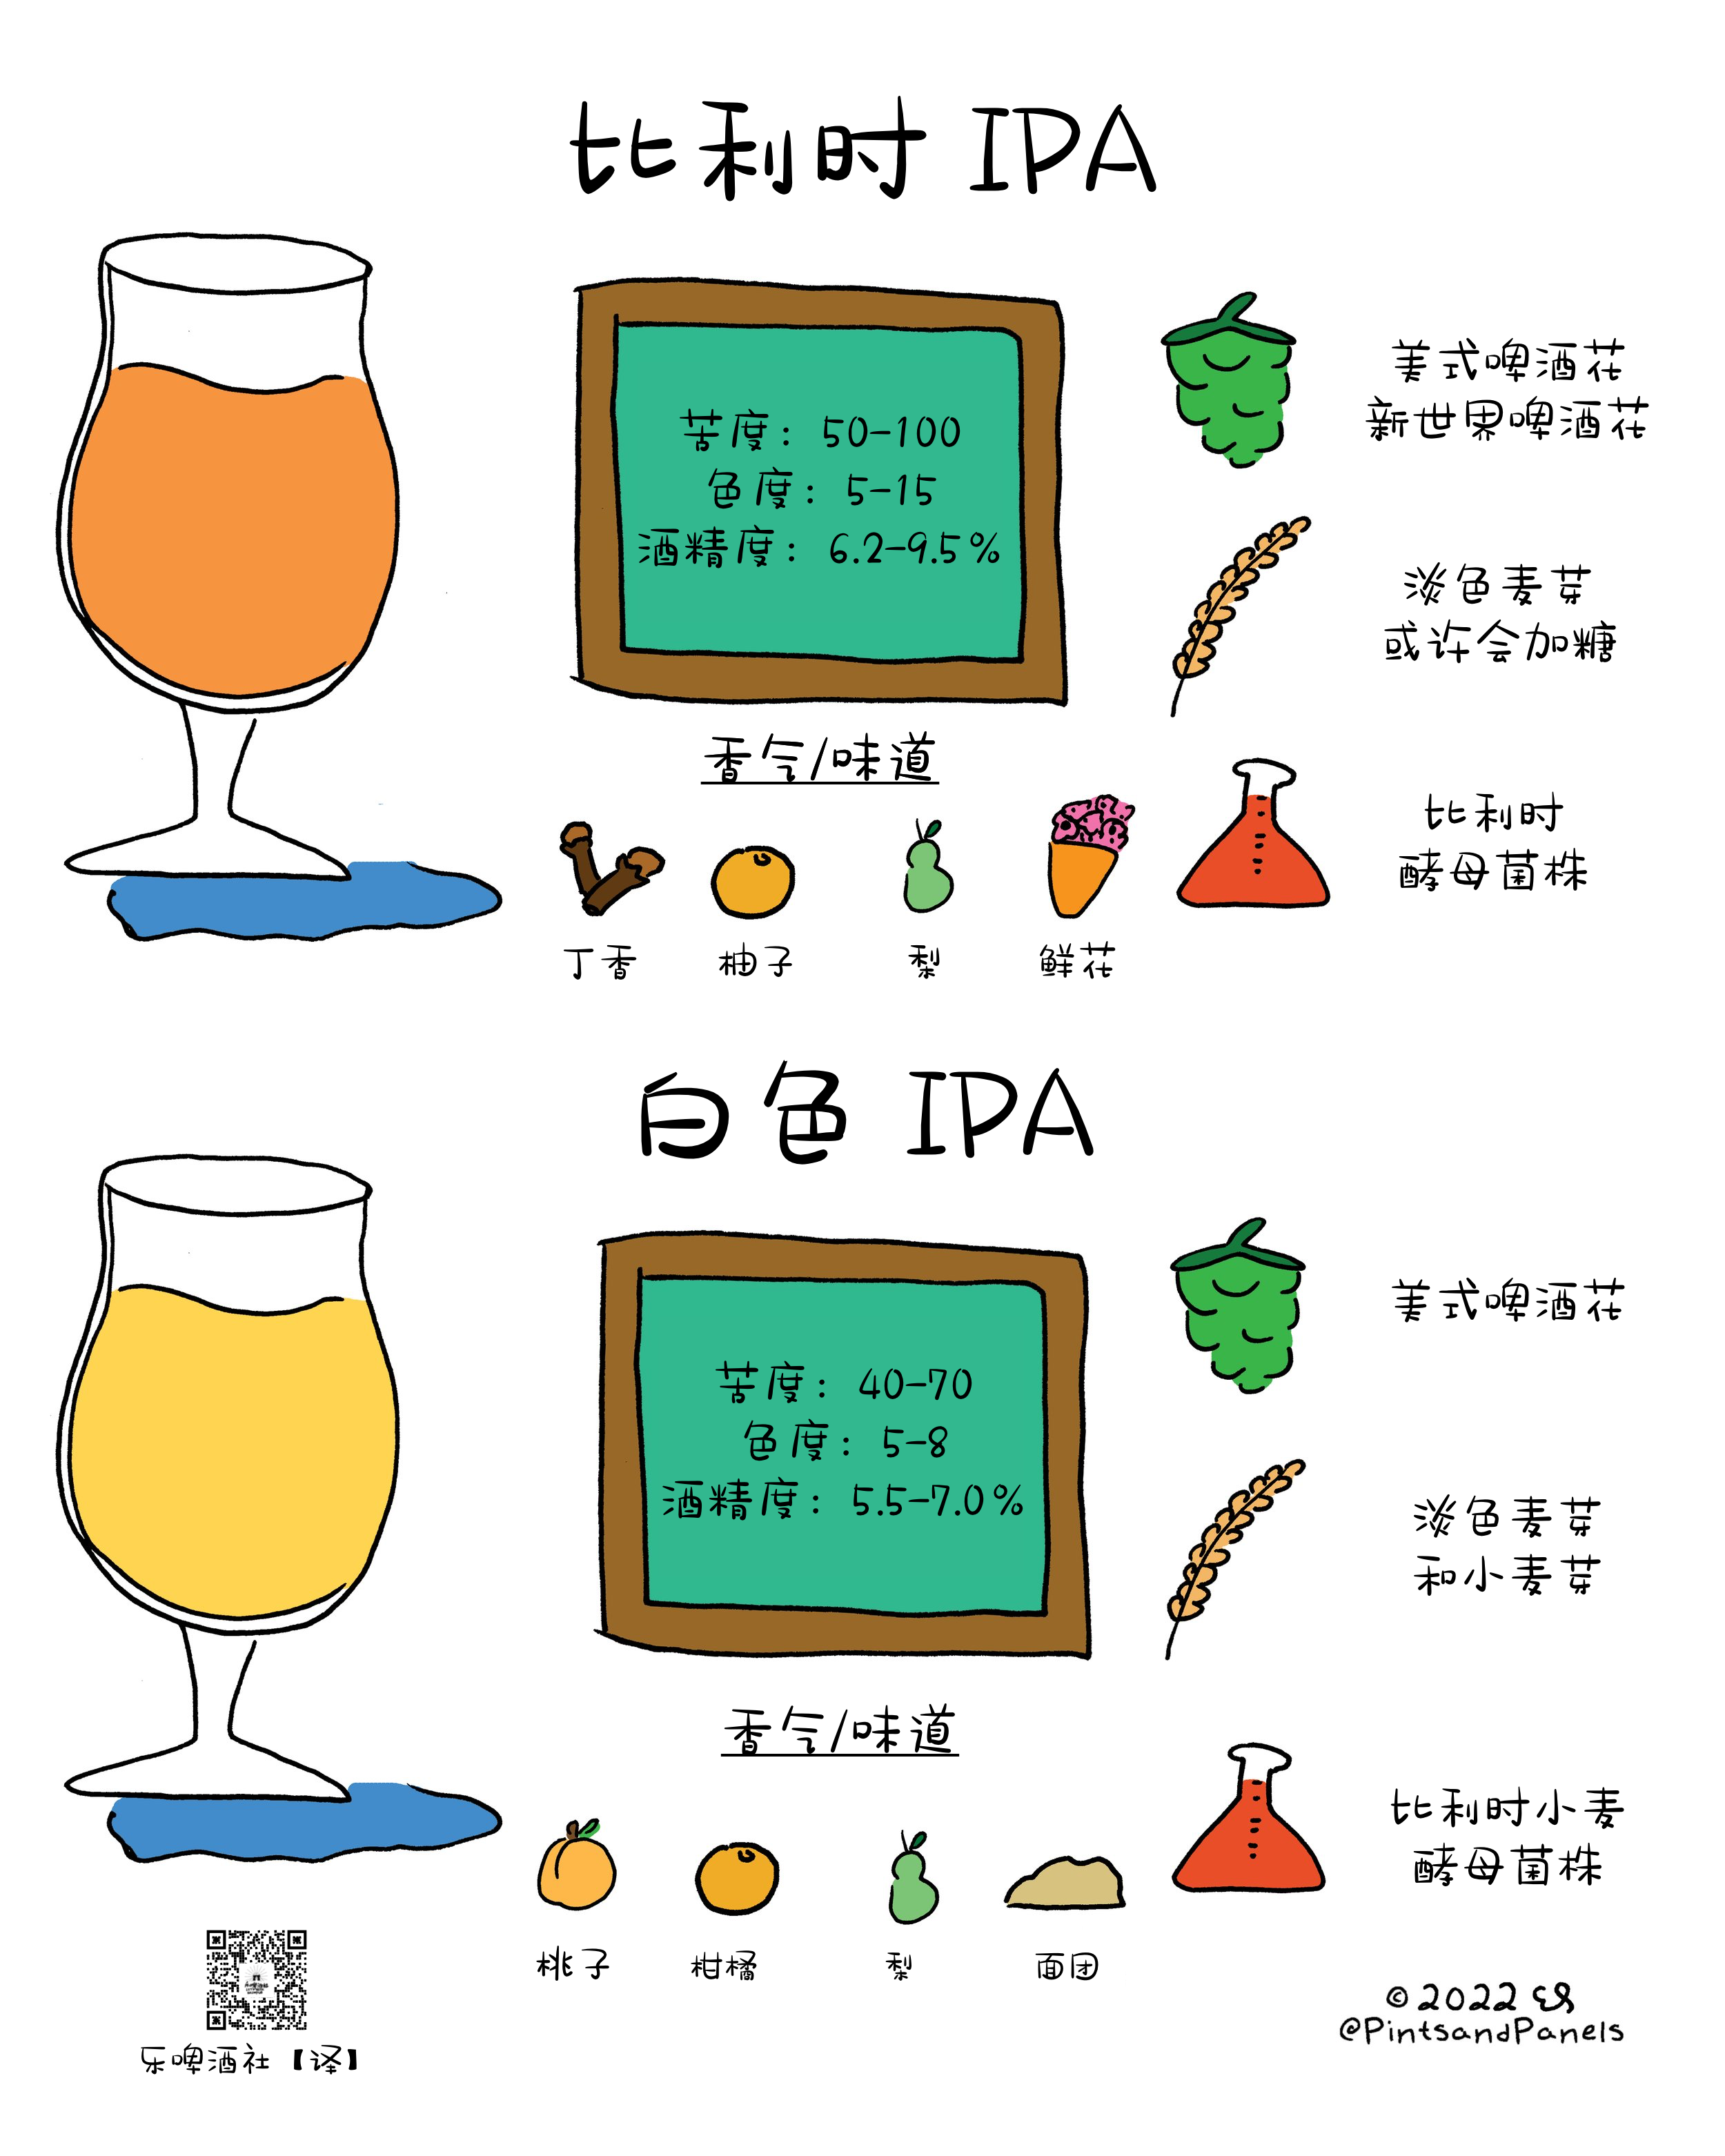 比利时 IPA
苦度：50-100
色度：5-15
酒精度：6.2-9.5%
美式啤酒花
新世界啤酒花
淡色麦芽
或许会加糖
比利时
酵母菌株
香气/味道
丁香
柚子
梨
鲜花
白色 IPA
苦度：40-70
色度：5-8
酒精度：5.5-7.0%
美式啤酒花
淡色麦芽
和小麦芽
比利时小麦
酵母菌株
香气/味道
桃子
柑橘
梨
面团
乐啤酒社【译】
© 2022
@PintsandPanels